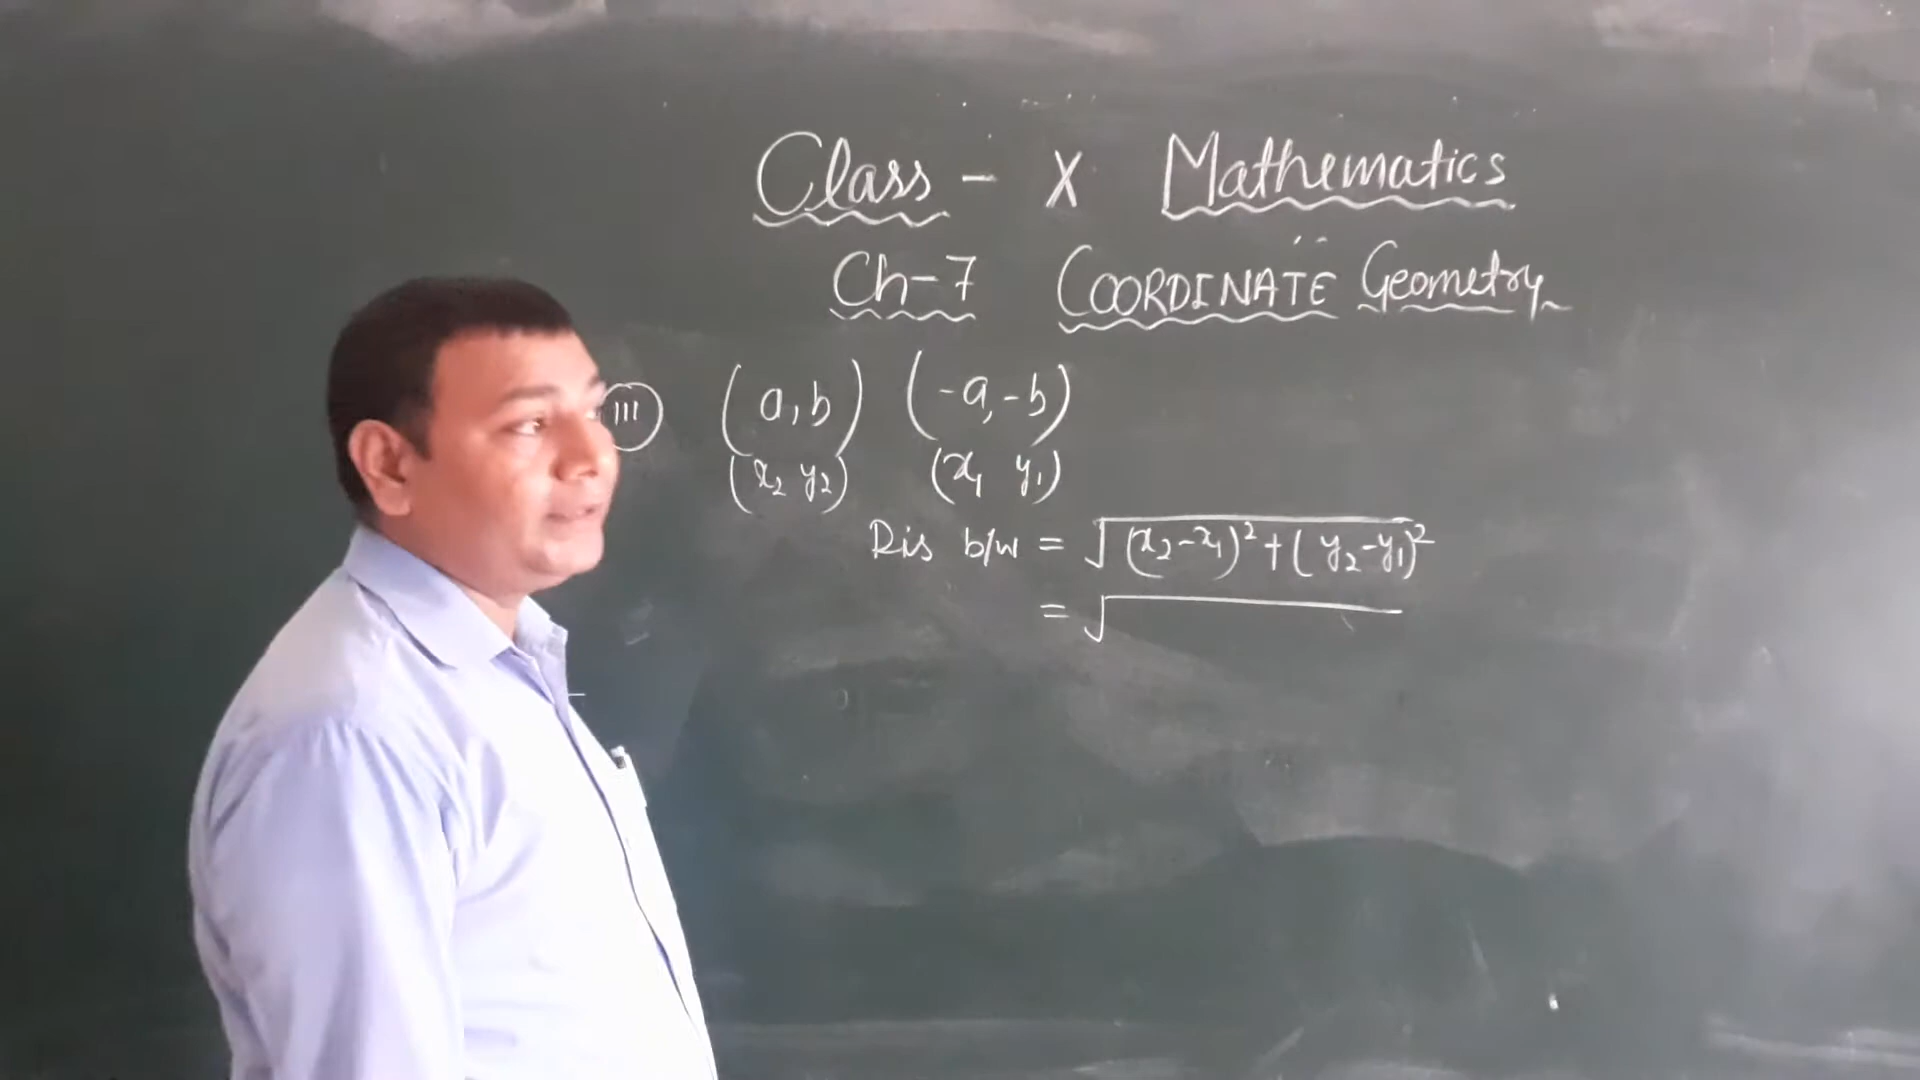 Class - X Mathematics
Ch-7 COORDINATE Geometry
III (a, b) (-a, -b)
(x₂ y₂) (x₁ y₁)
Dis b/w = √(x₂-x₁)²+(y₂-y₁)²
= √